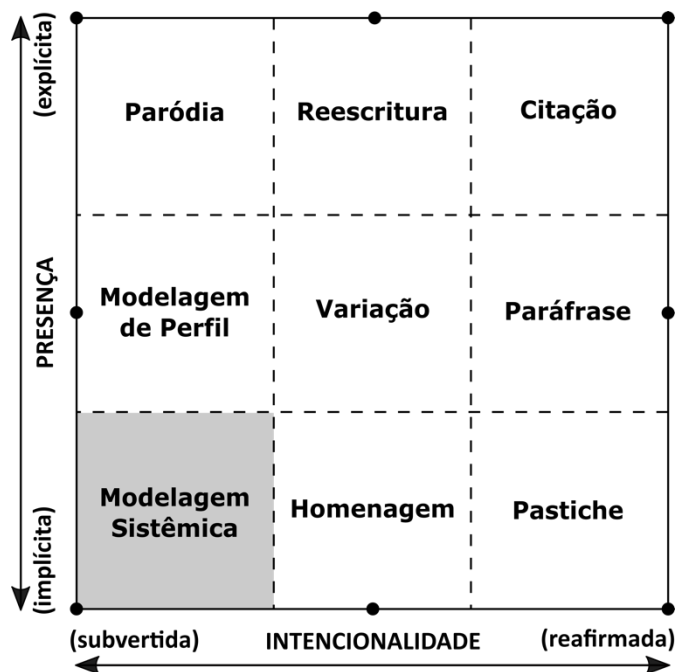 (explícita)
PRESENÇA
(implícita)
Paródia
Reescritura
Citação
Modelagem
de Perfil
Variação
Paráfrase
Modelagem
Sistêmica
Homenagem
Pastiche
(subvertida)
INTENCIONALIDADE
(reafirmada)